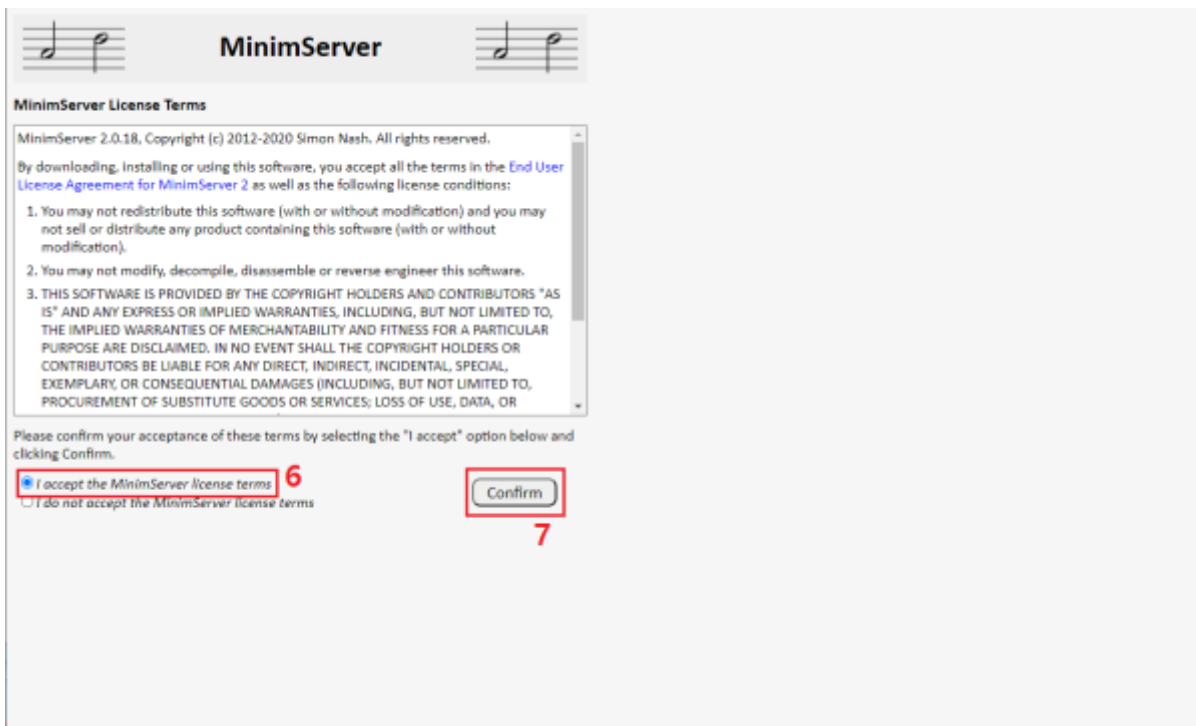 MinimServer
MinimServer License Terms
MinimServer 2.0.18, Copyright (c) 2012-2020 Simon Nash. All rights reserved.
By downloading, installing or using this software, you accept all the terms in the End User
License Agreement for MinimServer 2 as well as the following license conditions:
1. You may not redistribute this software (with or without modification) and you may
not sell or distribute any product containing this software (with or without
modification).
2. You may not modify, decompile, disassemble or reverse engineer this software.
3. THIS SOFTWARE IS PROVIDED BY THE COPYRIGHT HOLDERS AND CONTRIBUTORS "AS
IS" AND ANY EXPRESS OR IMPLIED WARRANTIES, INCLUDING, BUT NOT LIMITED TO,
THE IMPLIED WARRANTIES OF MERCHANTABILITY AND FITNESS FOR A PARTICULAR
PURPOSE ARE DISCLAIMED. IN NO EVENT SHALL THE COPYRIGHT HOLDERS OR
CONTRIBUTORS BE LIABLE FOR ANY DIRECT, INDIRECT, INCIDENTAL, SPECIAL,
EXEMPLARY, OR CONSEQUENTIAL DAMAGES (INCLUDING, BUT NOT LIMITED TO,
PROCUREMENT OF SUBSTITUTE GOODS OR SERVICES; LOSS OF USE, DATA, OR
Please confirm your acceptance of these terms by selecting the "I accept" option below and
clicking Confirm.
I accept the MinimServer license terms 6
I do not accept the MinimServer license terms
Confirm
7